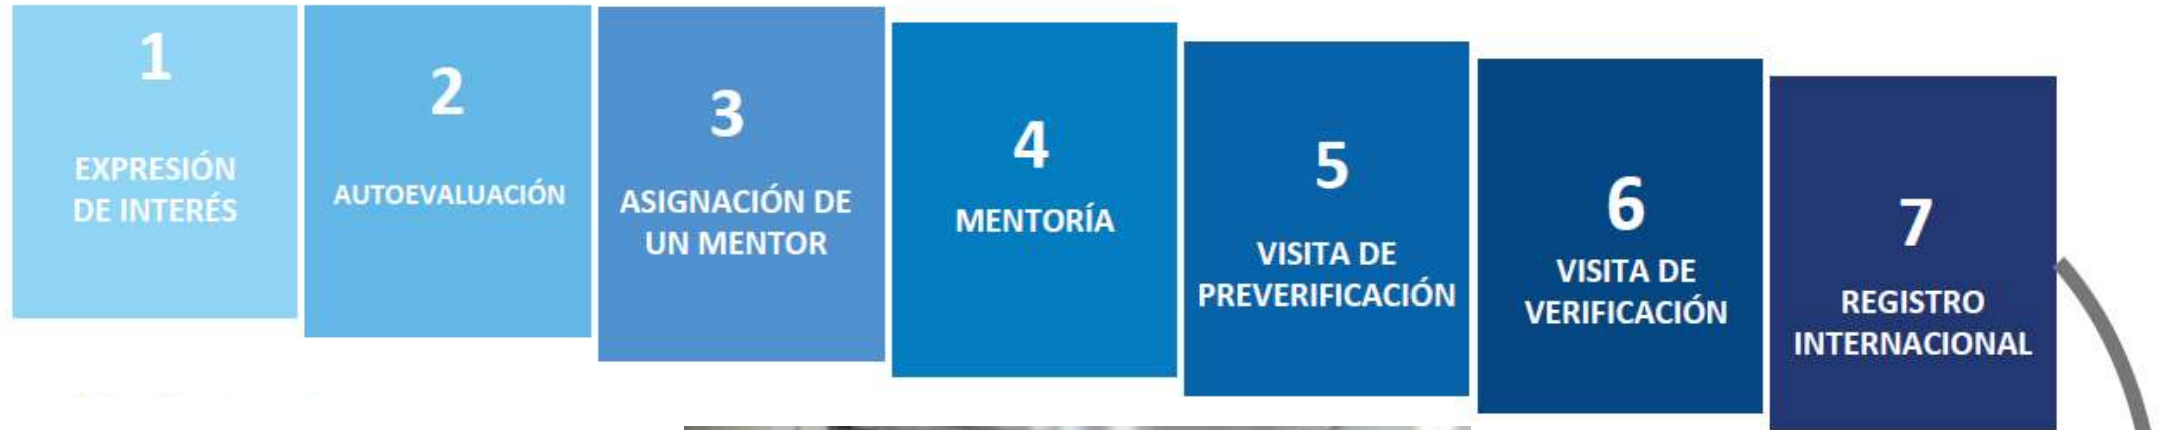 1
EXPRESIÓN
DE INTERÉS
2
AUTOEVALUACIÓN
3
ASIGNACIÓN DE
UN MENTOR
4
MENTORÍA
5
VISITA DE
PREVERIFICACIÓN
6
VISITA DE
VERIFICACIÓN
7
REGISTRO
INTERNACIONAL